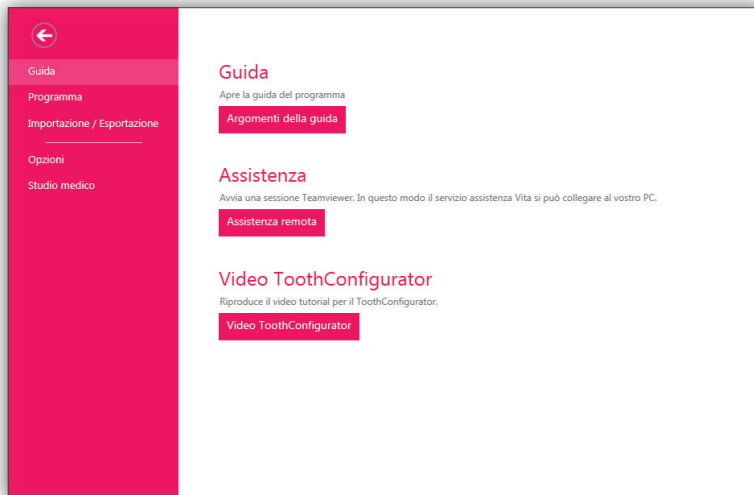 Guida
Programma
Importazione / Esportazione
Opzioni
Studio medico
Guida
Apre la guida del programma
Argomenti della guida
Assistenza
Avvia una sessione Teamviewer. In questo modo il servizio assistenza Vita si può collegare al vostro PC.
Assistenza remota
Video ToothConfigurator
Riproduce il video tutorial per il ToothConfigurator.
Video ToothConfigurator